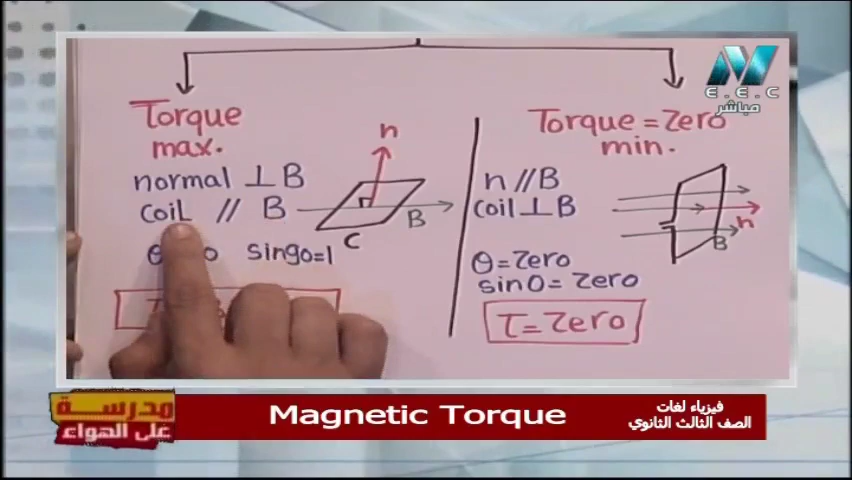 Torque
max.
normal ⊥ B
coil // B
sin90=1
n
B
C
Torque = Zero
min.
n // B
coil ⊥ B
θ = Zero
sin0 = Zero
τ = Zero
n
B
E.E.C
مباشر
مدرسة
على الهواء
Magnetic Torque
فيزياء لغات
الصف الثالث الثانوي